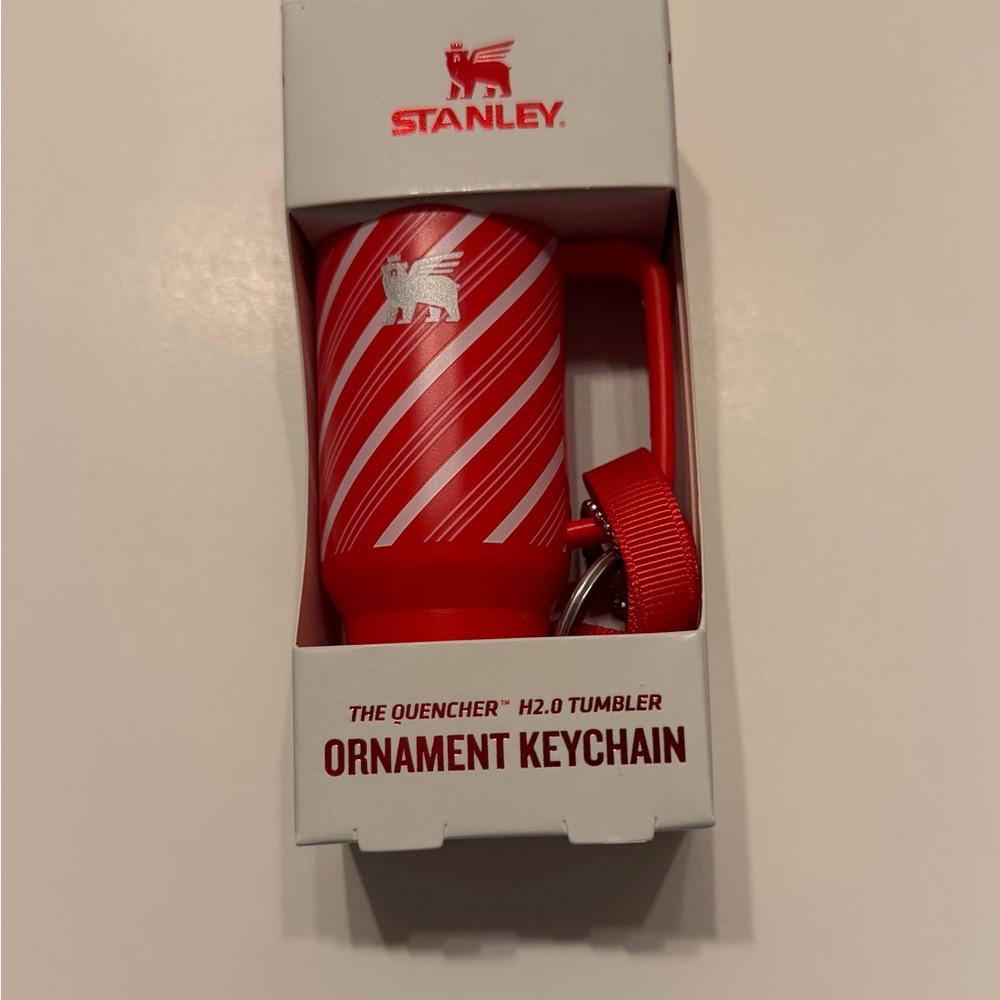 STANLEY®
THE QUENCHER™ H2.0 TUMBLER
ORNAMENT KEYCHAIN